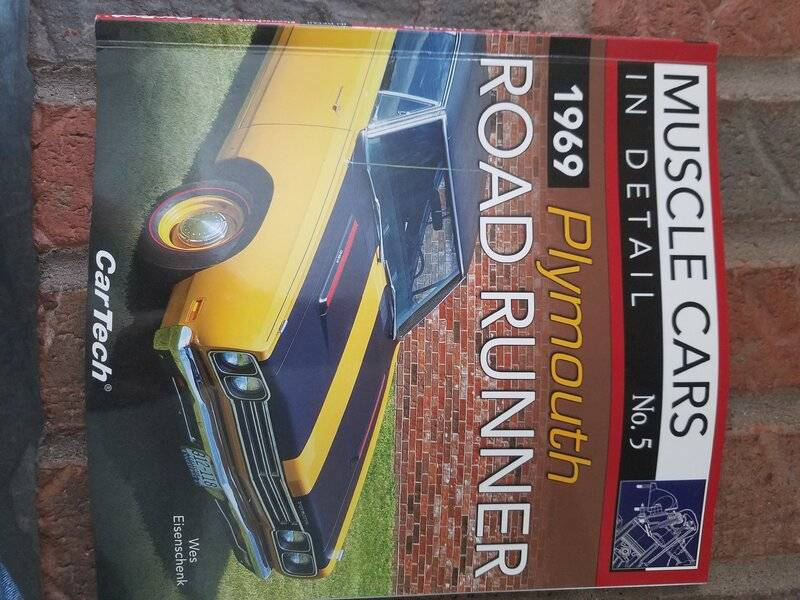 MUSCLE CARS
IN DETAIL No. 5
1969 Plymouth
ROAD RUNNER
CarTech®
Wes
Eisenschenk